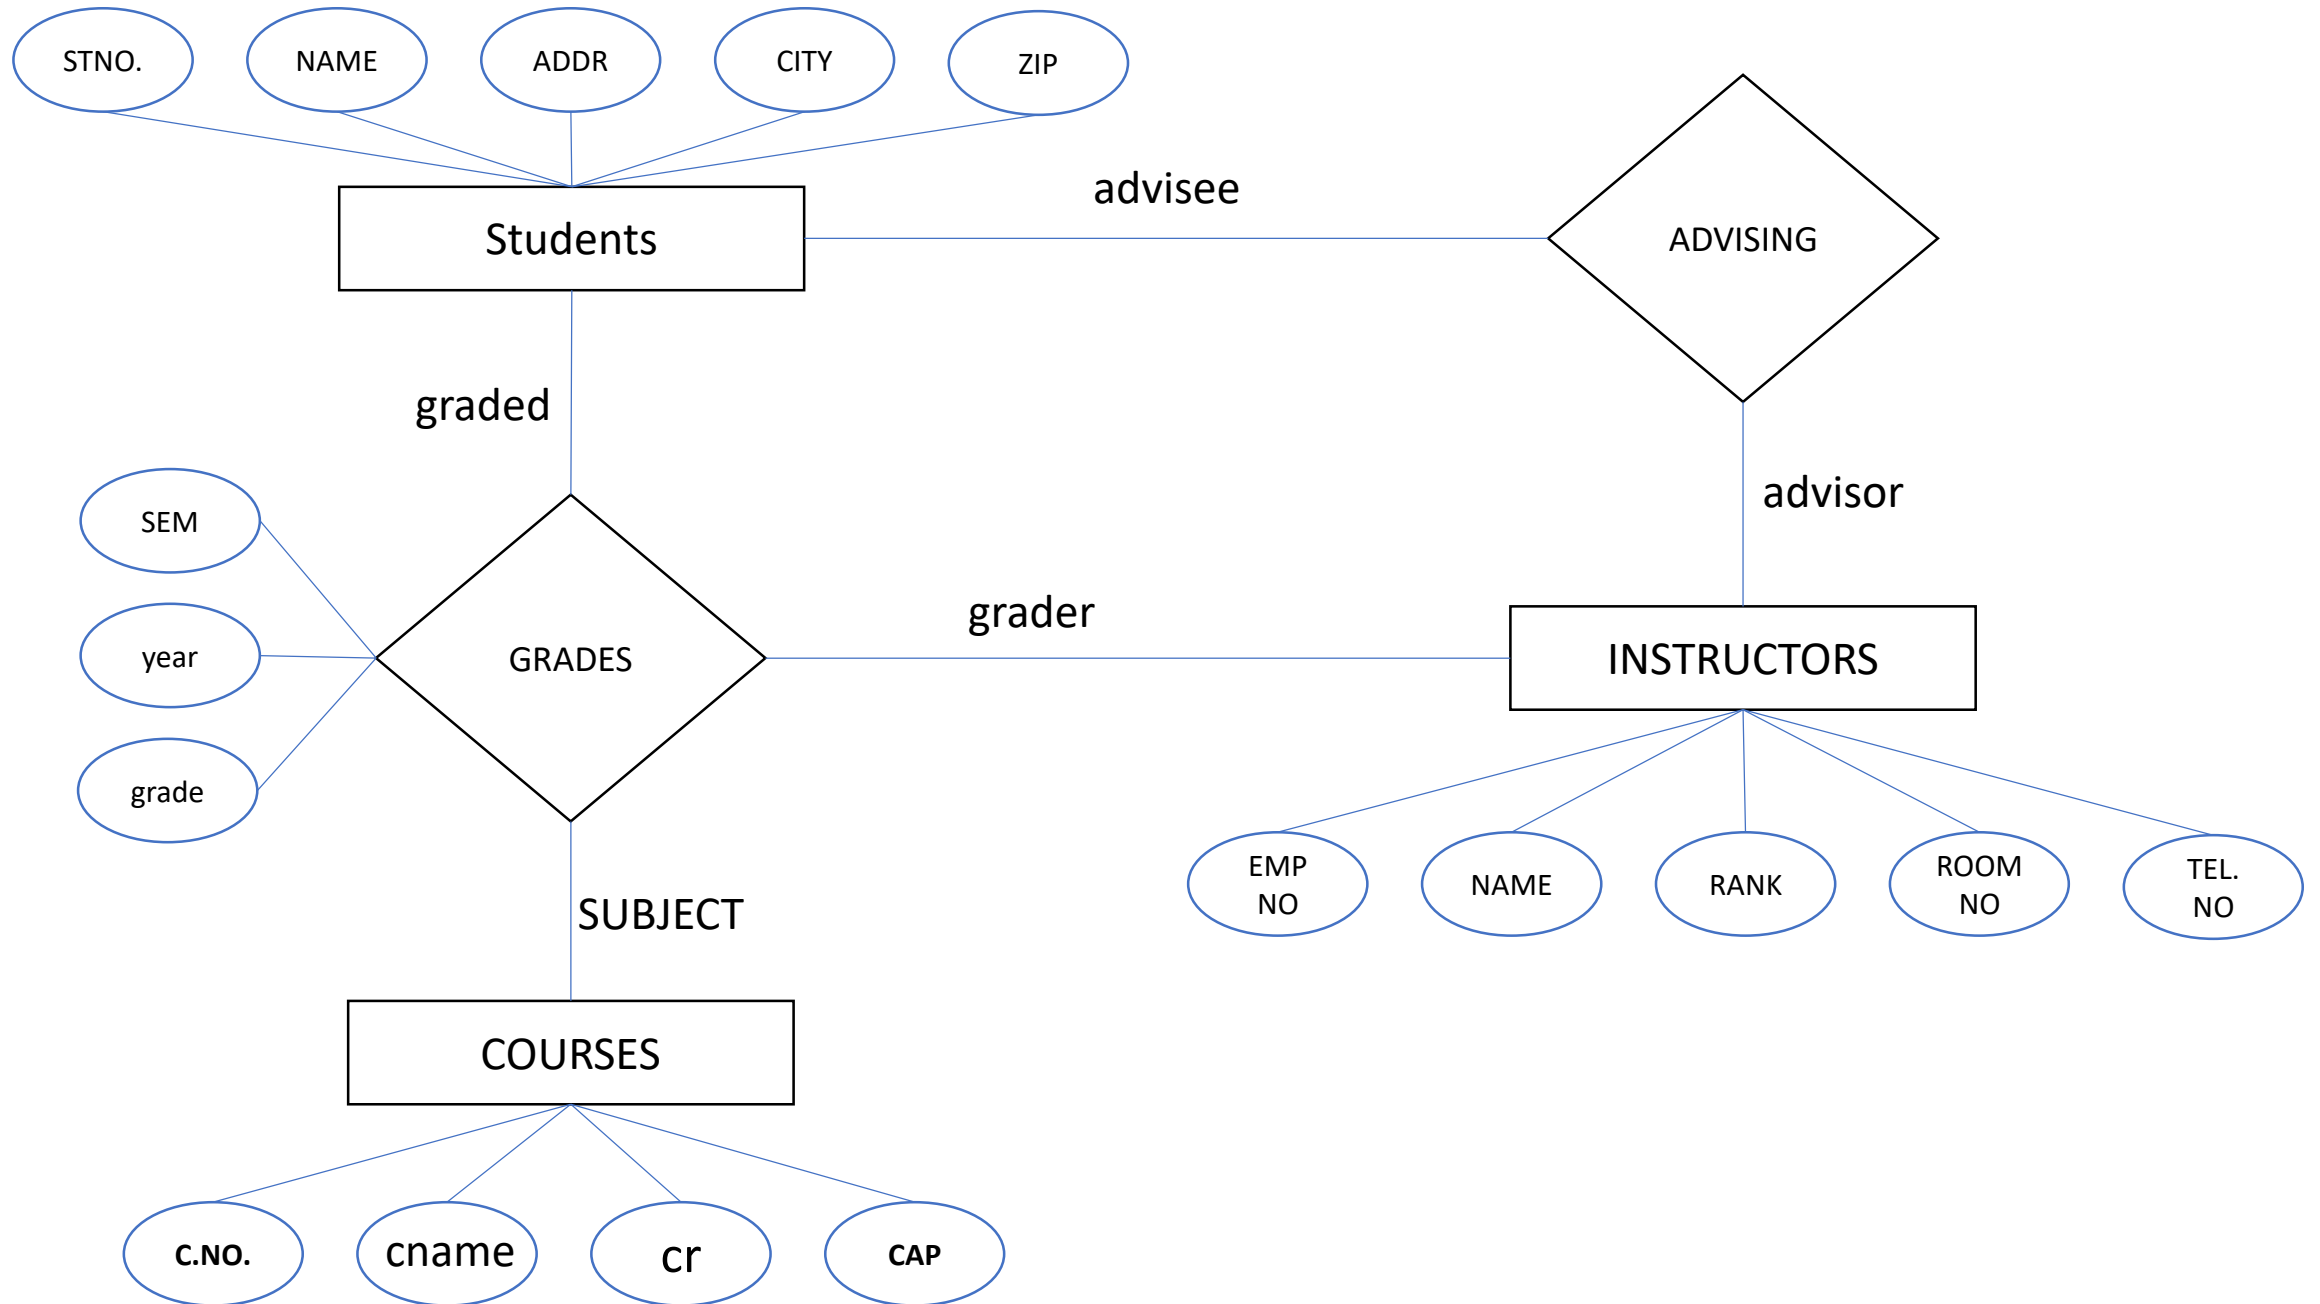 STNO.
NAME
ADDR
CITY
ZIP
advisee
Students
ADVISING
graded
advisor
SEM
year
grade
GRADES
grader
INSTRUCTORS
EMP
NO
NAME
RANK
ROOM
NO
TEL.
NO
SUBJECT
COURSES
C.NO.
cname
cr
CAP